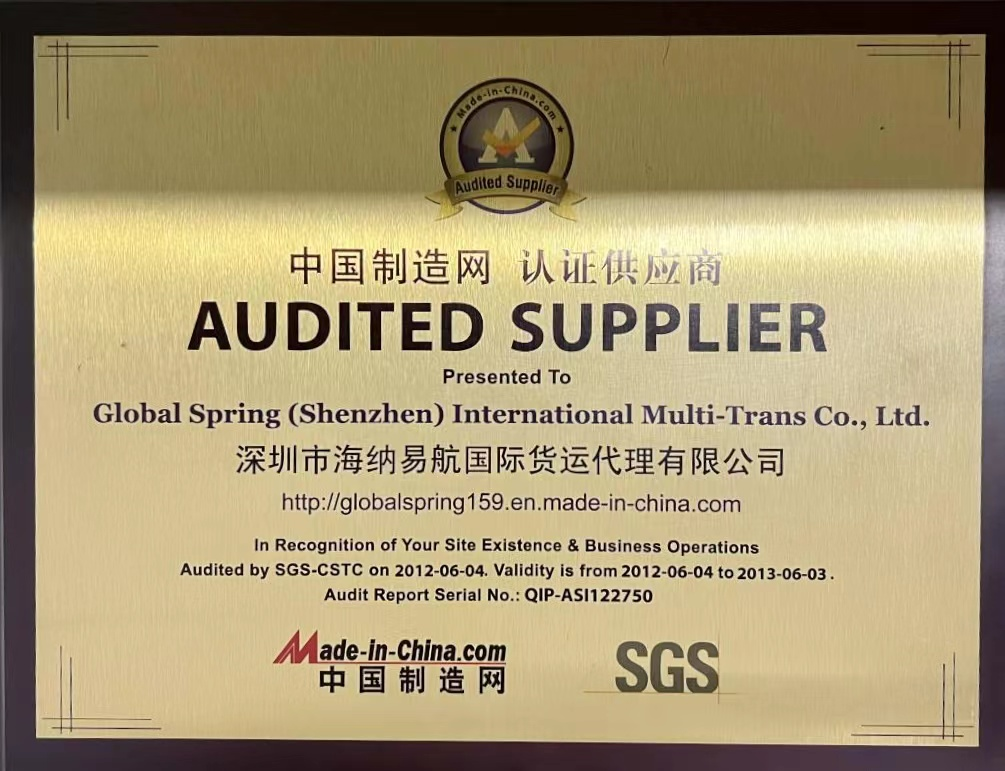 Made-in-China.com
A
Audited Supplier
中国制造网 认证供应商
AUDITED SUPPLIER
Presented To
Global Spring (Shenzhen) International Multi-Trans Co., Ltd.
深圳市海纳易航国际货运代理有限公司
http://globalspring159.en.made-in-china.com
In Recognition of Your Site Existence & Business Operations
Audited by SGS-CSTC on 2012-06-04. Validity is from 2012-06-04 to 2013-06-03.
Audit Report Serial No.: QIP-ASI122750
Made-in-China.com
中国制造网
SGS